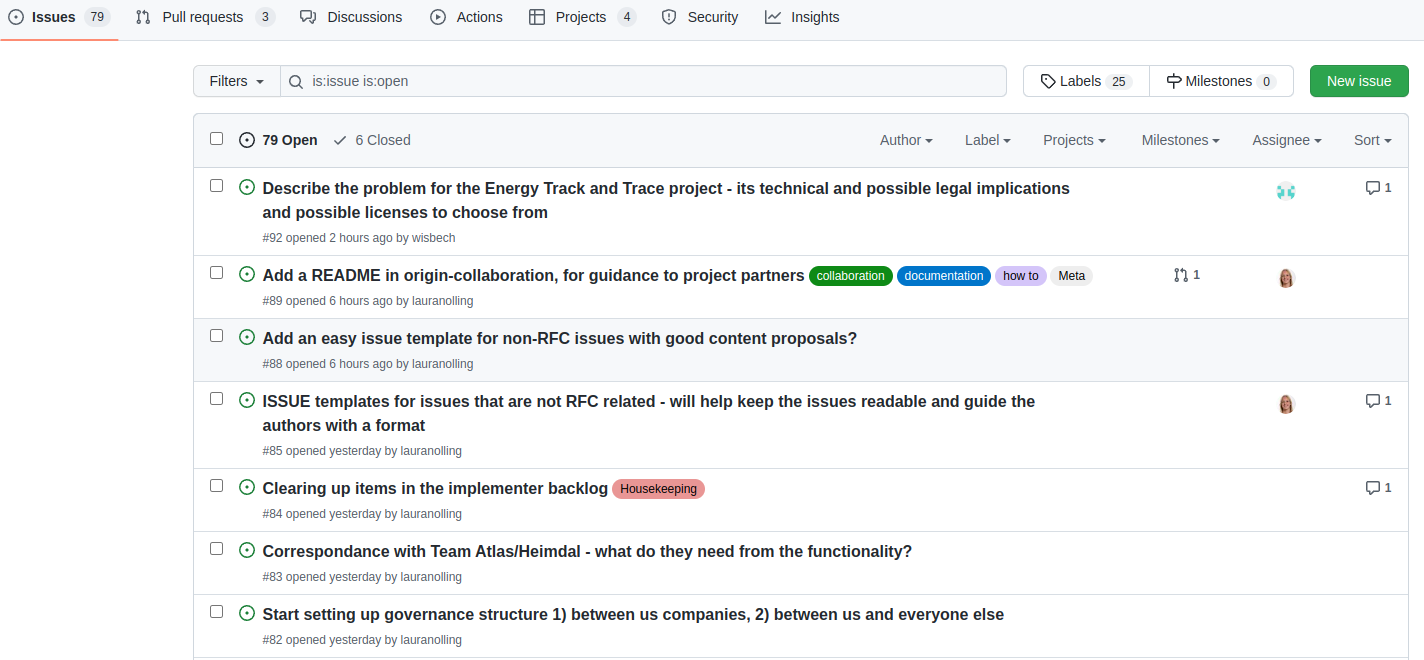 Issues 79 Pull requests 3 Discussions Actions Projects 4 Security Insights
Filters is:issue is:open Labels 25 Milestones 0 New issue
79 Open 6 Closed Author Label Projects Milestones Assignee Sort
Describe the problem for the Energy Track and Trace project - its technical and possible legal implications 1
and possible licenses to choose from
#92 opened 2 hours ago by wisbech
Add a README in origin-collaboration, for guidance to project partners collaboration documentation how to Meta 1
#89 opened 6 hours ago by lauranolling
Add an easy issue template for non-RFC issues with good content proposals?
#88 opened 6 hours ago by lauranolling
ISSUE templates for issues that are not RFC related - will help keep the issues readable and guide the 1
authors with a format
#85 opened yesterday by lauranolling
Clearing up items in the implementer backlog Housekeeping 1
#84 opened yesterday by lauranolling
Correspondance with Team Atlas/Heimdal - what do they need from the functionality?
#83 opened yesterday by lauranolling
Start setting up governance structure 1) between us companies, 2) between us and everyone else
#82 opened yesterday by lauranolling